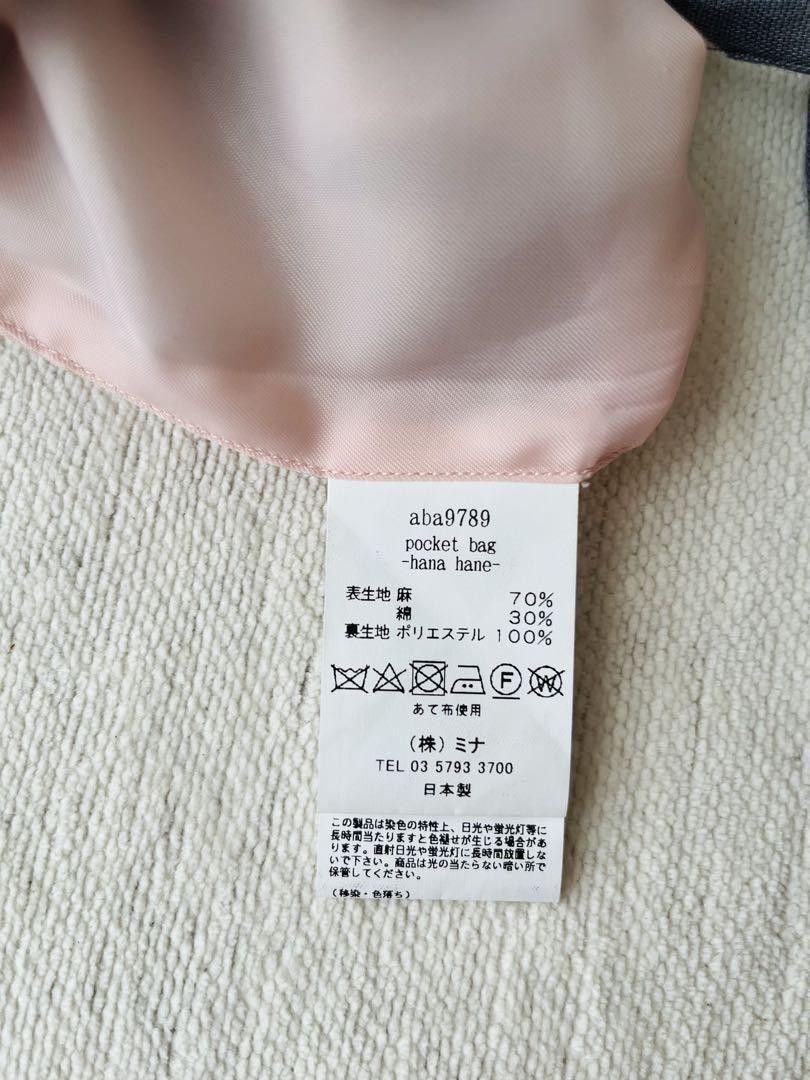 aba9789
pocket bag
-hana hane-
表生地 麻 70%
綿 30%
裏生地 ポリエステル 100%
F W
あて布使用
(株) ミナ
TEL 03 5793 3700
日本製
この製品は染色の特性上、日光や蛍光灯等に
長時間当たりますと色褪せが生じる場合があ
ります。直射日光や蛍光灯に長時間放置しな
いで下さい。商品は光の当たらない暗い所で
保管してください。
(移染・色落ち)